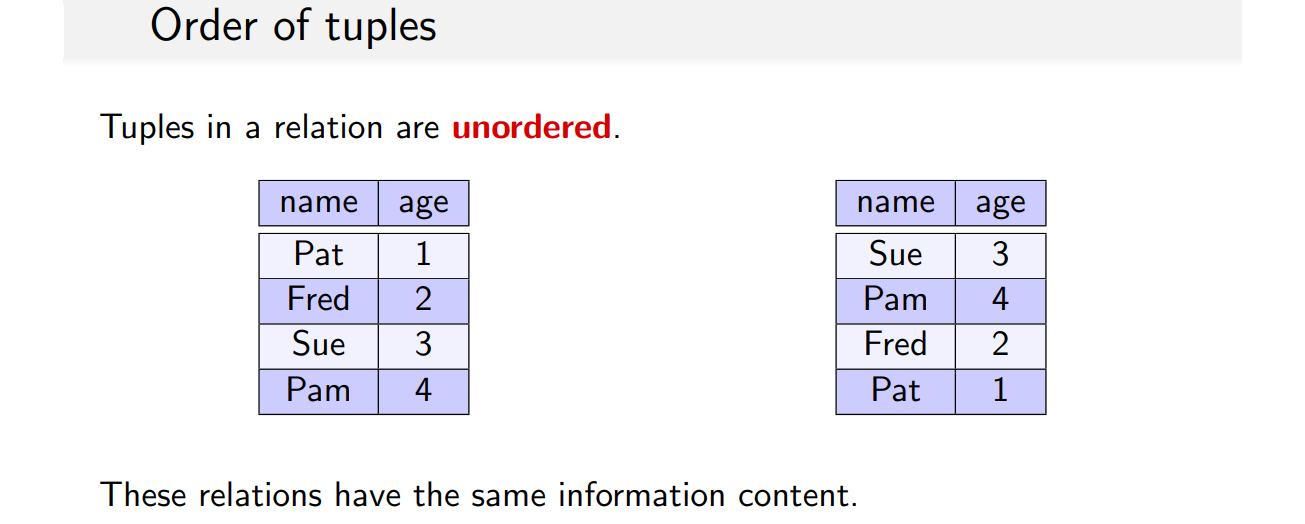 Order of tuples
Tuples in a relation are unordered.
name age
Pat 1
Fred 2
Sue 3
Pam 4
name age
Sue 3
Pam 4
Fred 2
Pat 1
These relations have the same information content.